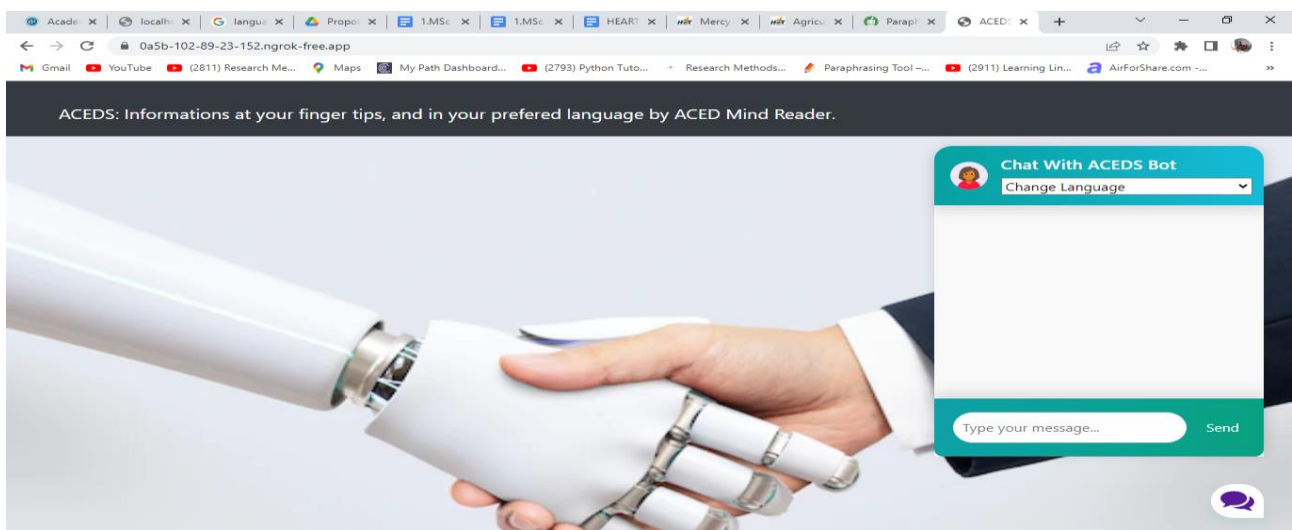 Acade
localh
langua
Propos
1.MSc
1.MSc
HEART
Mercy
Agricu
Paraph
ACEDS
0a5b-102-89-23-152.ngrok-free.app
Gmail
YouTube
(2811) Research Me...
Maps
My Path Dashboard...
(2793) Python Tuto...
Research Methods...
Paraphrasing Tool –...
(2911) Learning Lin...
AirForShare.com -...
ACEDS: Informations at your finger tips, and in your prefered language by ACED Mind Reader.
Chat With ACEDS Bot
Change Language
Type your message...
Send